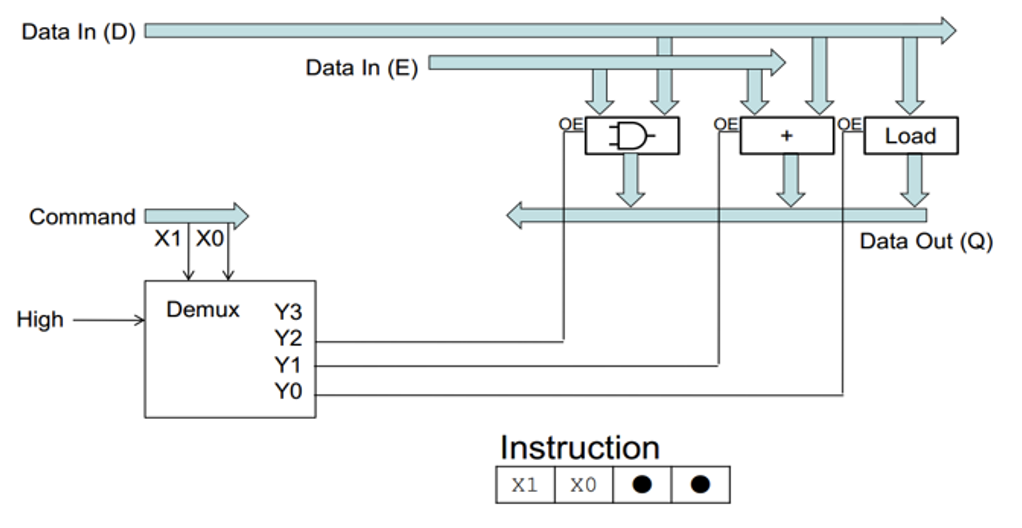 Data In (D)
Data In (E)
OE OE + OE Load
Command
X1 X0
Data Out (Q)
High
Demux Y3
Y2
Y1
Y0
Instruction
X1 X0 ● ●